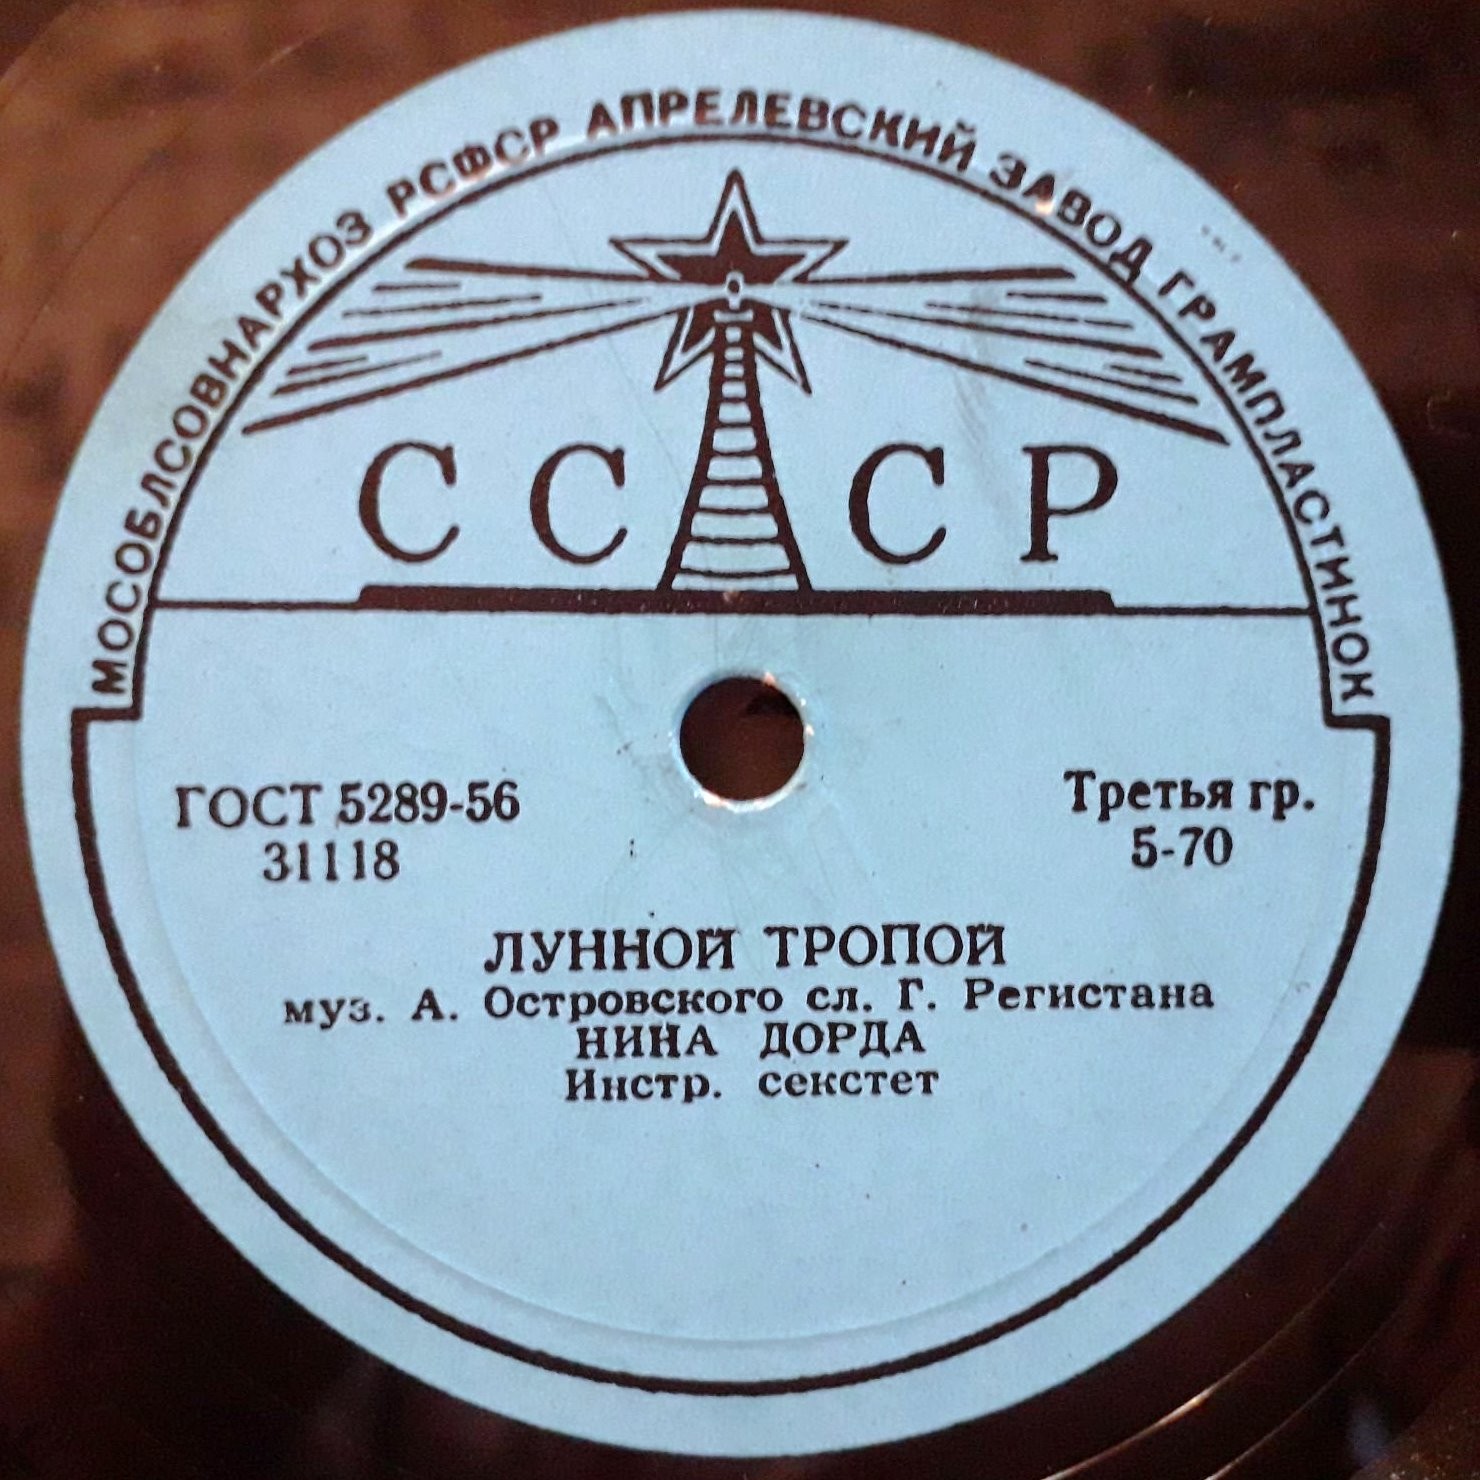 МОСОБЛСОВНАРХОЗ РСФСР АПРЕЛЕВСКИЙ ЗАВОД ГРАМПЛАСТИНОК
СССР
ГОСТ 5289-56
31118
Третья гр.
5-70
ЛУННОЙ ТРОПОЙ
муз. А. Островского сл. Г. Регистана
НИНА ДОРДА
Инстр. секстет